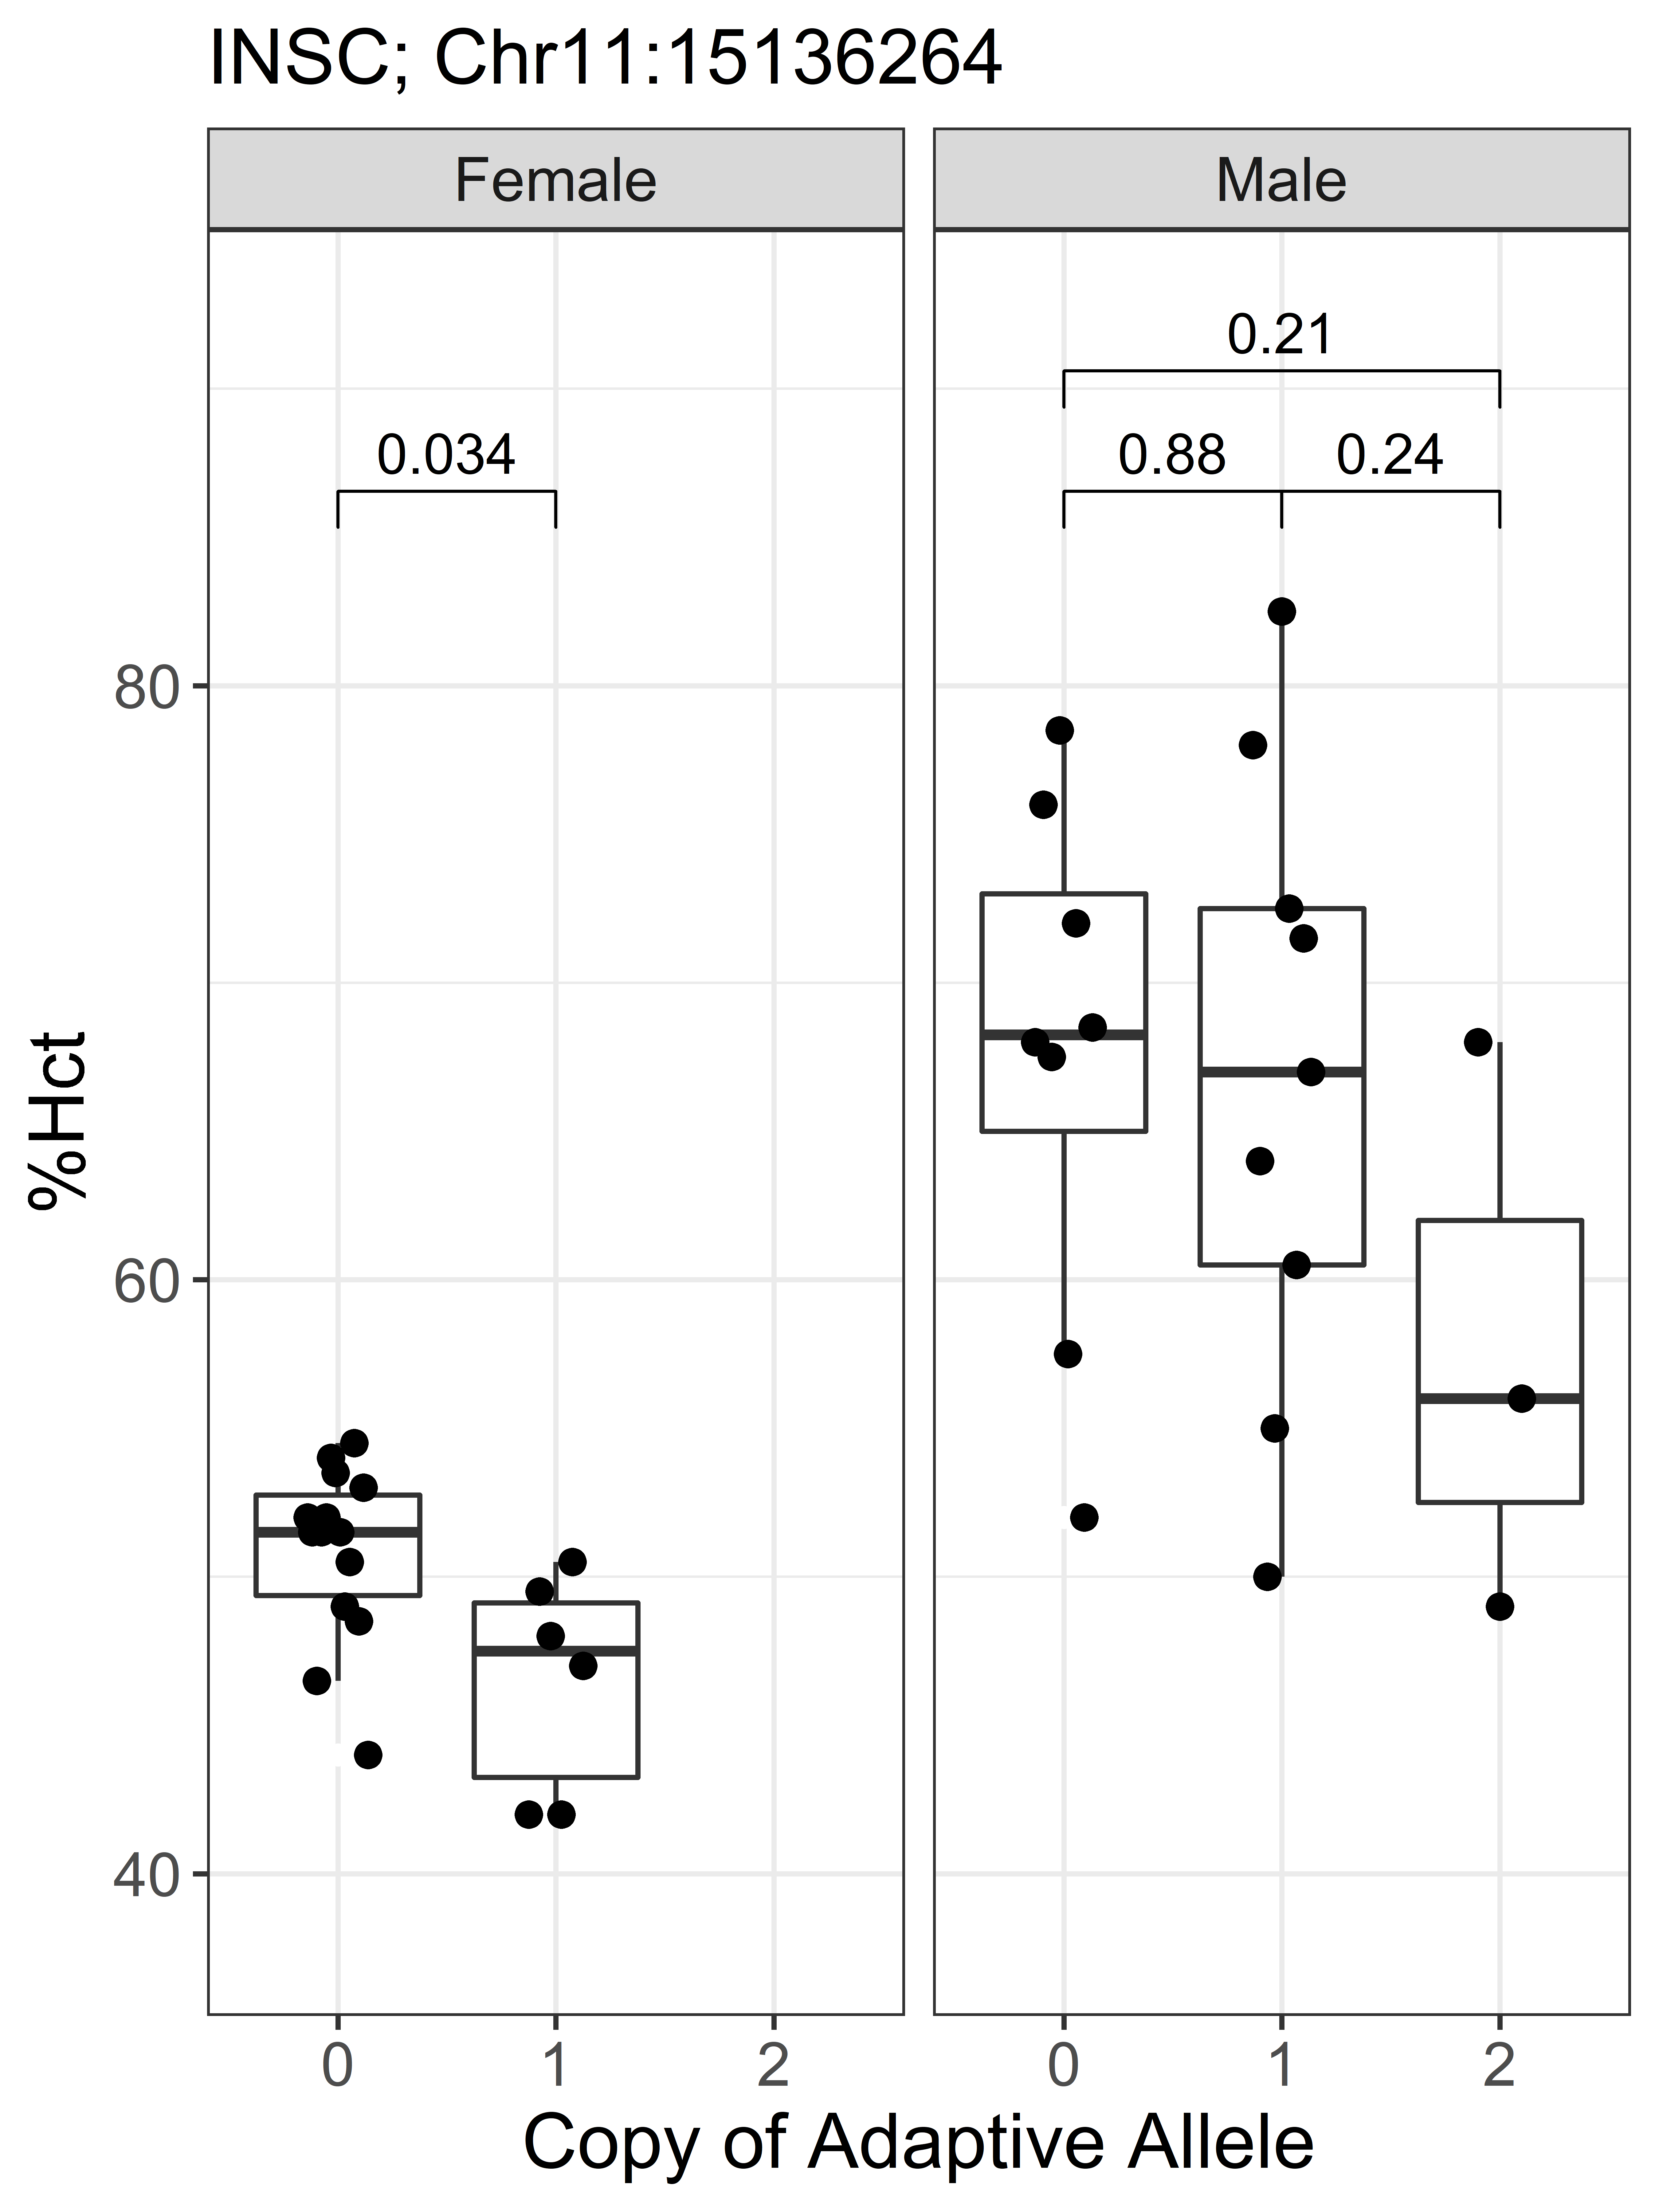 INSC; Chr11:15136264
Female
Male
0.21
0.034
0.88
0.24
80
60
40
%Hct
0 1 2
0 1 2
Copy of Adaptive Allele